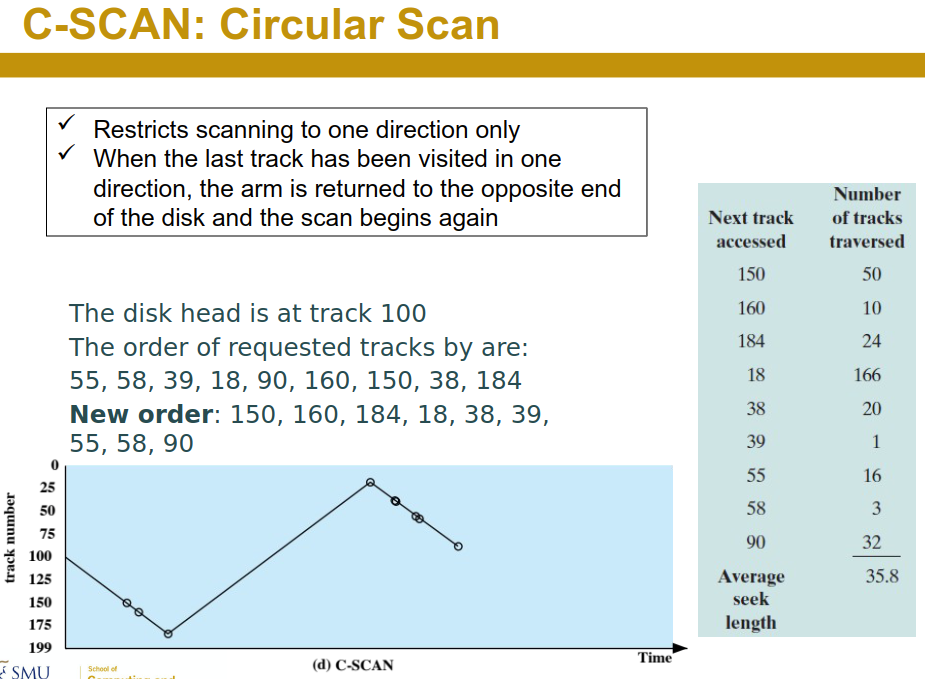 C-SCAN: Circular Scan
✓ Restricts scanning to one direction only
✓ When the last track has been visited in one
direction, the arm is returned to the opposite end
of the disk and the scan begins again
The disk head is at track 100
The order of requested tracks by are:
55, 58, 39, 18, 90, 160, 150, 38, 184
New order: 150, 160, 184, 18, 38, 39,
55, 58, 90
Next track accessed | Number of tracks traversed
150 50
160 10
184 24
18 166
38 20
39 1
55 16
58 3
90 32
Average seek length 35.8
track number
0
25
50
75
100
125
150
175
199
Time
(d) C-SCAN
SMU
School of
Computing and